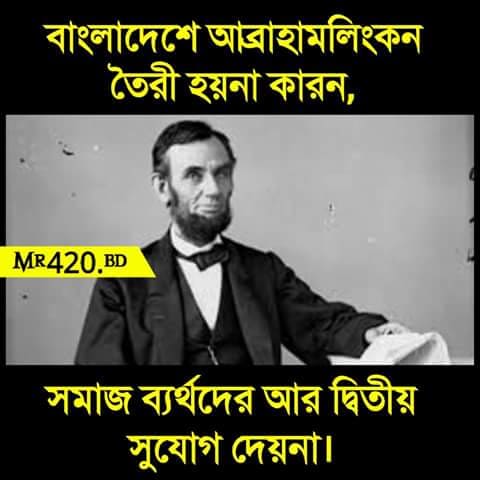 বাংলাদেশে আব্রাহামলিংকন
তৈরী হয়না কারন,
MR420.BD
সমাজ ব্যর্থদের আর দ্বিতীয়
সুযোগ দেয়না।